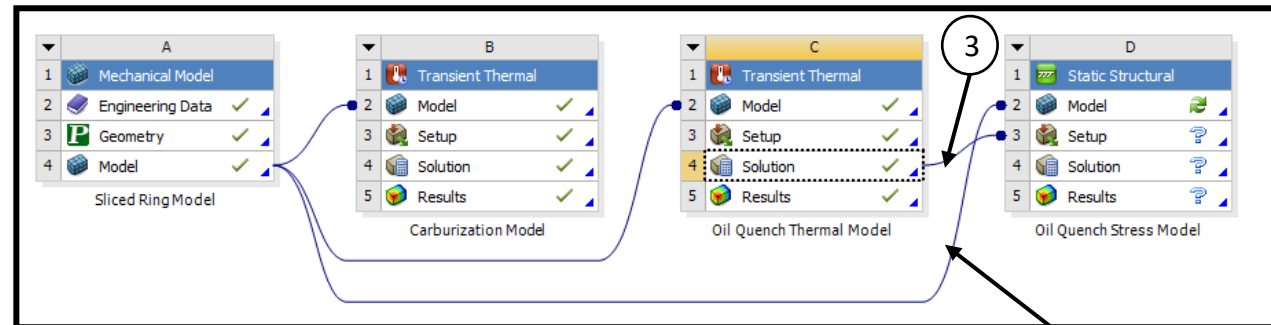 A
1 Mechanical Model
2 Engineering Data
3 Geometry
4 Model
Sliced Ring Model
B
1 Transient Thermal
2 Model
3 Setup
4 Solution
5 Results
Carburization Model
C
1 Transient Thermal
2 Model
3 Setup
4 Solution
5 Results
Oil Quench Thermal Model
3
D
1 Static Structural
2 Model
3 Setup
4 Solution
5 Results
Oil Quench Stress Model